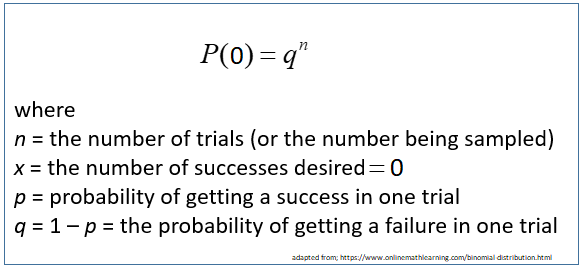 P(0) = qⁿ
where
n = the number of trials (or the number being sampled)
x = the number of successes desired = 0
p = probability of getting a success in one trial
q = 1 – p = the probability of getting a failure in one trial
adapted from; https://www.onlinemathlearning.com/binomial-distribution.html